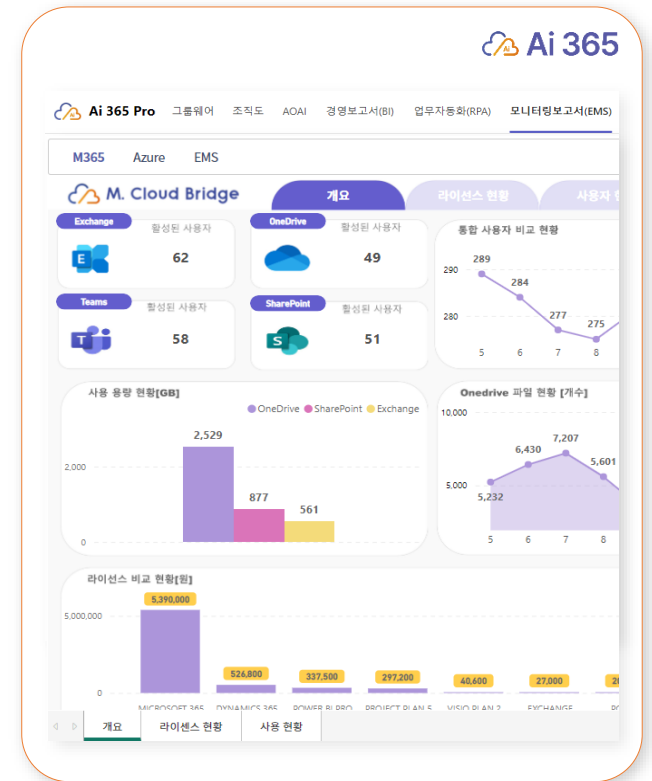 Ai 365
Ai 365 Pro 그룹웨어 조직도 AOAI 경영보고서(BI) 업무자동화(RPA) 모니터링보고서(EMS)
M365 Azure EMS
M. Cloud Bridge 개요 라이선스 현황 사용자
Exchange 활성된 사용자 62
OneDrive 활성된 사용자 49
Teams 활성된 사용자 58
SharePoint 활성된 사용자 51
통합 사용자 비교 현황
289
290
284
277
280
275
5 6 7 8
사용 용량 현황[GB]
OneDrive SharePoint Exchange
2,529
2,000
877
561
0
Onedrive 파일 현황 [개수]
10,000
7,207
6,430
5,601
5,000
5,232
5 6 7 8
라이선스 비교 현황[원]
5,390,000
5,000,000
526,800 337,500 297,200 40,600 27,000
0
MICROSOFT 365 DYNAMICS 365 POWER BI PRO PROJECT PLAN 5 VISIO PLAN 2 EXCHANGE
개요 라이센스 현황 사용 현황